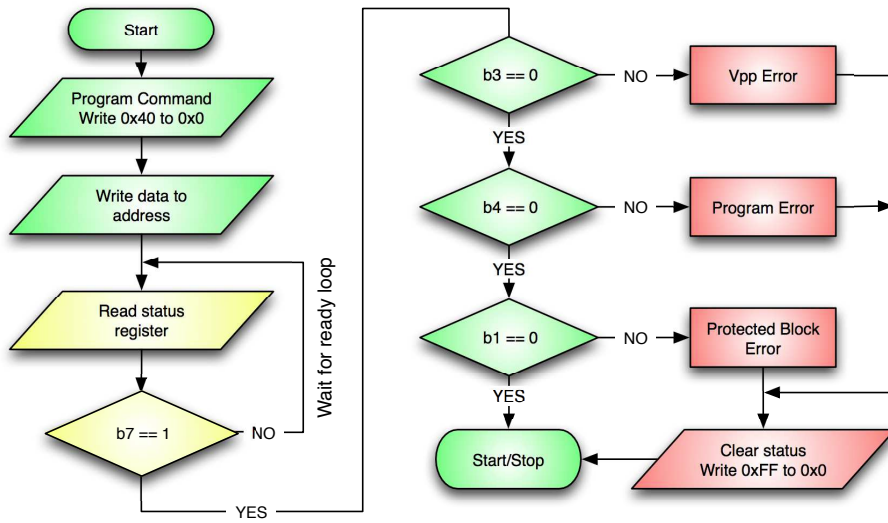 Start
Program Command
Write 0x40 to 0x0
Write data to
address
Read status
register
Wait for ready loop
b7 == 1
NO
YES
b3 == 0
NO
Vpp Error
YES
b4 == 0
NO
Program Error
YES
b1 == 0
NO
Protected Block
Error
YES
Start/Stop
Clear status
Write 0xFF to 0x0